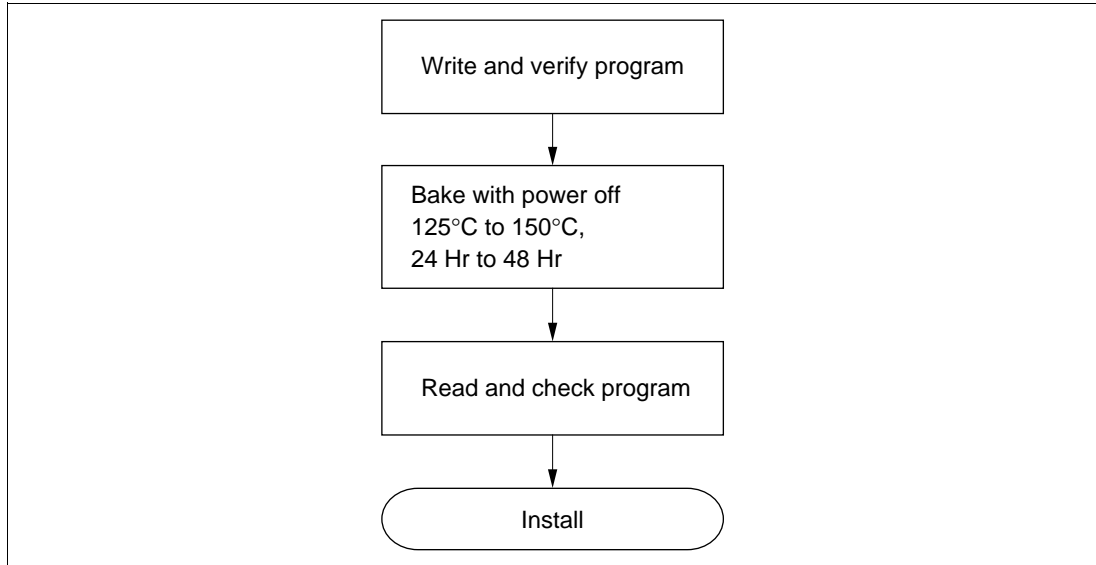 Write and verify program
Bake with power off
125°C to 150°C,
24 Hr to 48 Hr
Read and check program
Install